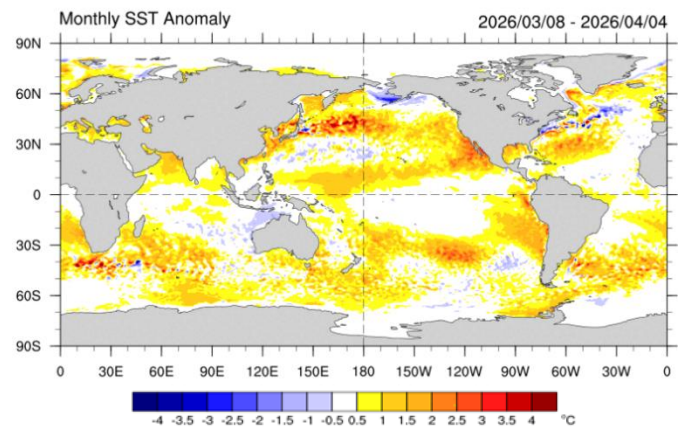 Monthly SST Anomaly 2026/03/08 - 2026/04/04
90N
60N
30N
0
30S
60S
90S
0 30E 60E 90E 120E 150E 180 150W 120W 90W 60W 30W 0
-4 -3.5 -3 -2.5 -2 -1.5 -1 -0.5 0.5 1 1.5 2 2.5 3 3.5 4 °C